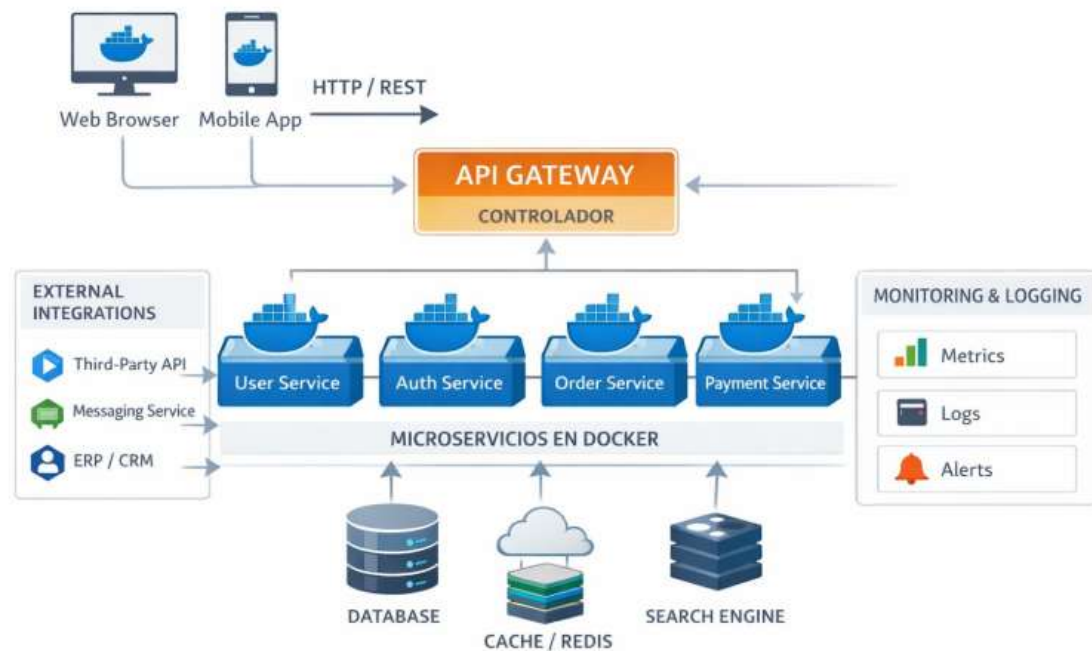 HTTP / REST
Web Browser
Mobile App
API GATEWAY
CONTROLADOR
EXTERNAL
INTEGRATIONS
Third-Party API
Messaging Service
ERP / CRM
User Service
Auth Service
Order Service
Payment Service
MICROSERVICIOS EN DOCKER
MONITORING & LOGGING
Metrics
Logs
Alerts
DATABASE
CACHE / REDIS
SEARCH ENGINE